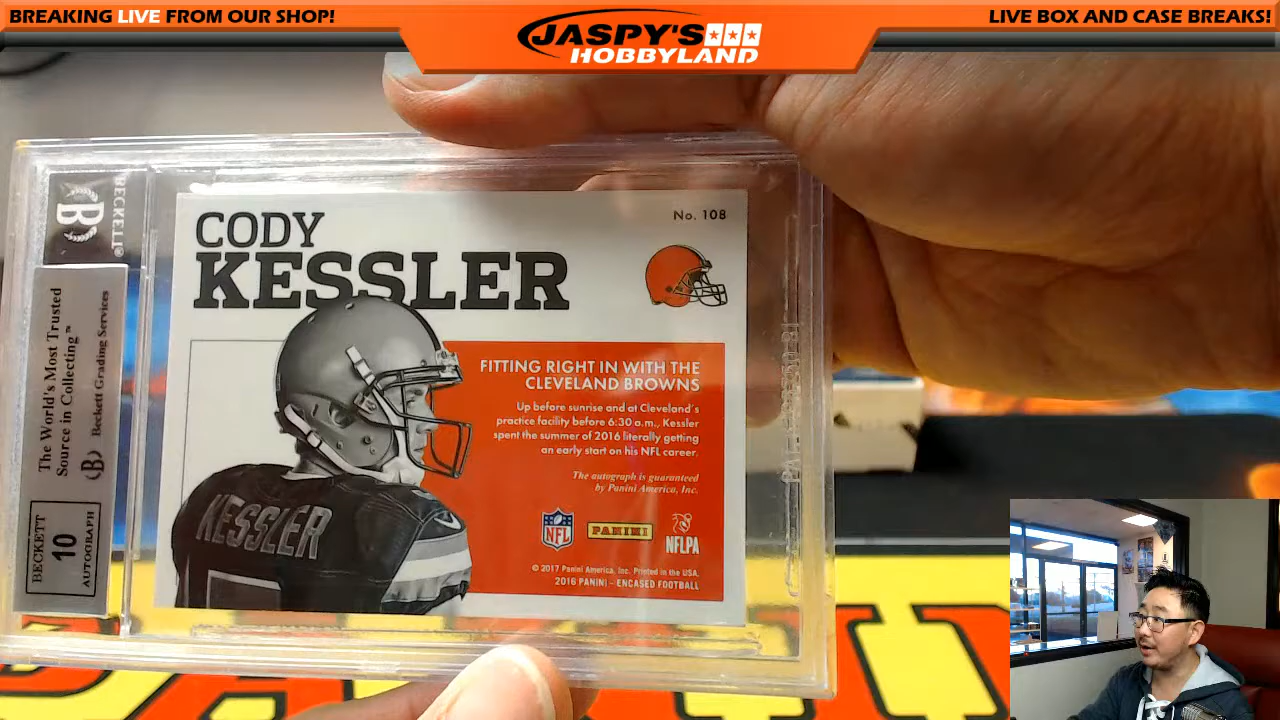 BREAKING LIVE FROM OUR SHOP!
JASPY'S
HOBBYLAND
LIVE BOX AND CASE BREAKS!
BECKETT
The World's Most Trusted
Source in Collecting™
Beckett Grading Services
BECKETT
10
AUTOGRAPH
CODY
KESSLER
No. 108
FITTING RIGHT IN WITH THE
CLEVELAND BROWNS
Up before sunrise and at Cleveland's
practice facility before 6:30 a.m., Kessler
spent the summer of 2016 literally getting
an early start on his NFL career.
The autograph is guaranteed
by Panini America, Inc.
KESSLER
NFL
PANINI
NFLPA
© 2017 Panini America, Inc. Printed in the USA.
2016 PANINI - ENCASED FOOTBALL